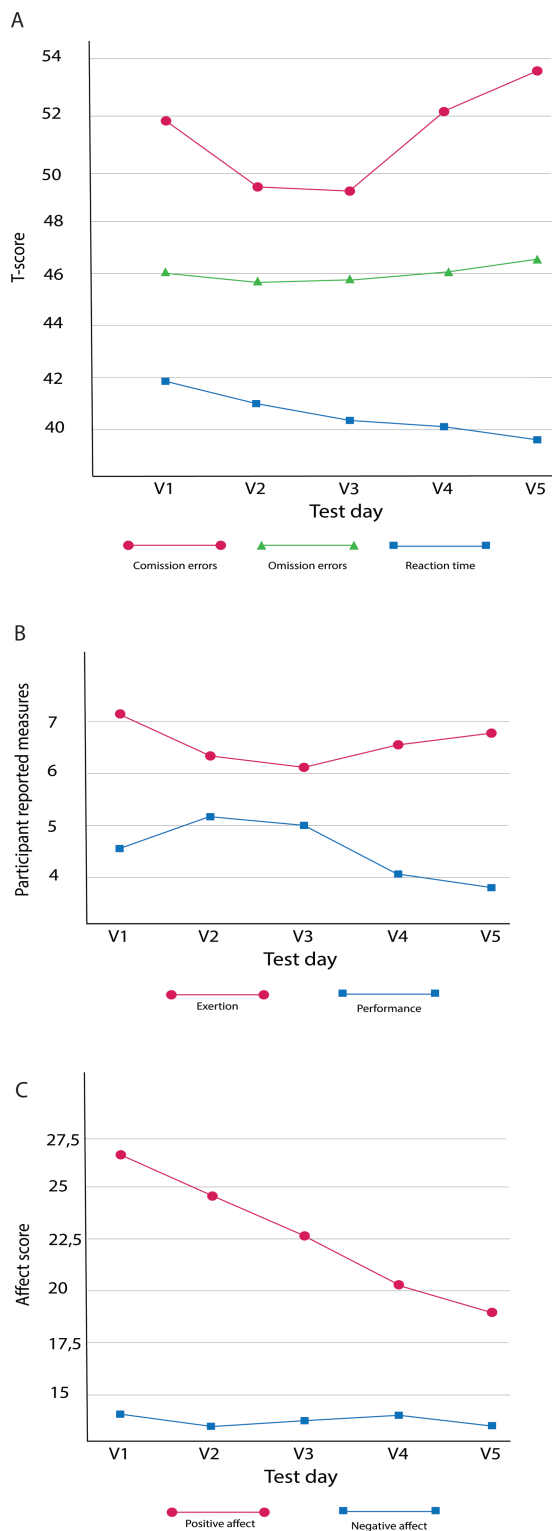 A
54
52
50
48
46
44
42
40
T-score
V1 V2 V3 V4 V5
Test day
Comission errors Omission errors Reaction time
B
7
6
5
4
Participant reported measures
V1 V2 V3 V4 V5
Test day
Exertion Performance
C
27,5
25
22,5
20
17,5
15
Affect score
V1 V2 V3 V4 V5
Test day
Positive affect Negative affect